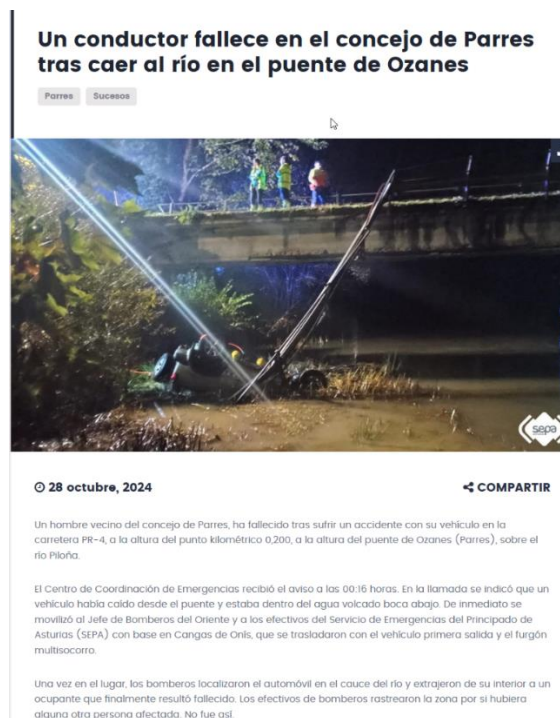 Un conductor fallece en el concejo de Parres
tras caer al río en el puente de Ozanes
Parres Sucesos
sepa
28 octubre, 2024 COMPARTIR
Un hombre vecino del concejo de Parres, ha fallecido tras sufrir un accidente con su vehículo en la
carretera PR-4, a la altura del punto kilométrico 0,200, a la altura del puente de Ozanes (Parres), sobre el
río Piloña.
El Centro de Coordinación de Emergencias recibió el aviso a las 00:16 horas. En la llamada se indicó que un
vehículo había caído desde el puente y estaba dentro del agua volcado boca abajo. De inmediato se
movilizó al Jefe de Bomberos del Oriente y a los efectivos del Servicio de Emergencias del Principado de
Asturias (SEPA) con base en Cangas de Onís, que se trasladaron con el vehículo primera salida y el furgón
multisocorro.
Una vez en el lugar, los bomberos localizaron el automóvil en el cauce del río y extrajeron de su interior a un
ocupante que finalmente resultó fallecido. Los efectivos de bomberos rastrearon la zona por si hubiera
alguna otra persona afectada. No fue así.